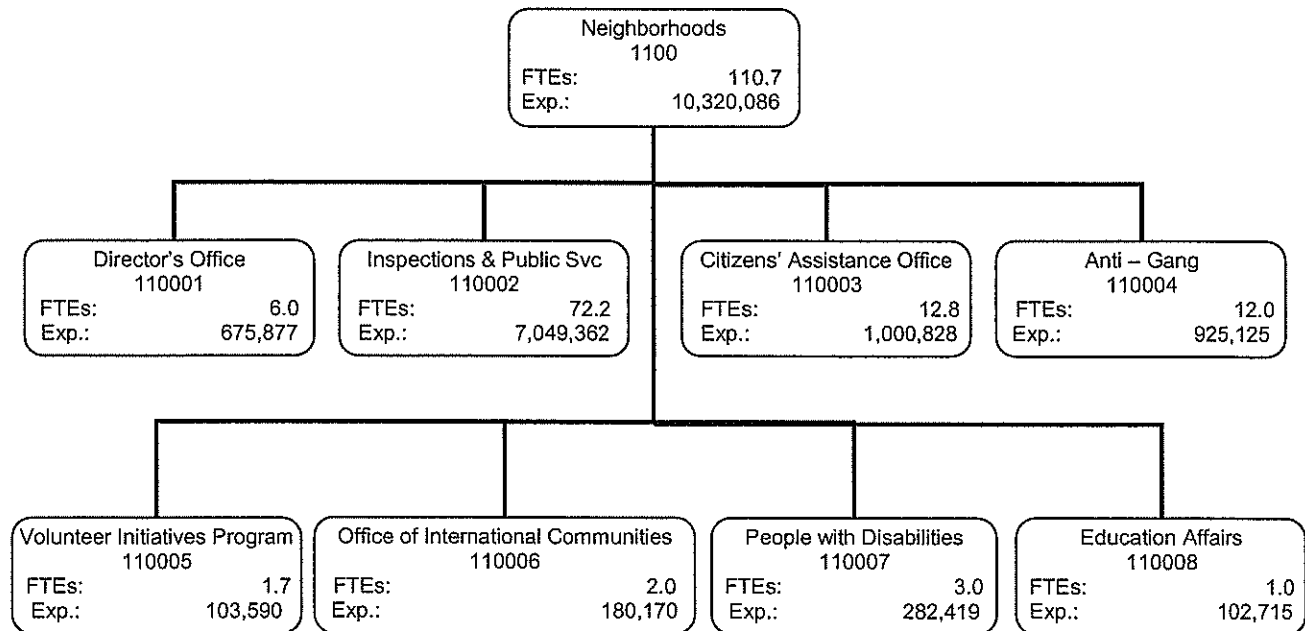 Neighborhoods
1100
FTEs: 110.7
Exp.: 10,320,086
Director's Office
110001
FTEs: 6.0
Exp.: 675,877
Inspections & Public Svc
110002
FTEs: 72.2
Exp.: 7,049,362
Citizens' Assistance Office
110003
FTEs: 12.8
Exp.: 1,000,828
Anti – Gang
110004
FTEs: 12.0
Exp.: 925,125
Volunteer Initiatives Program
110005
FTEs: 1.7
Exp.: 103,590
Office of International Communities
110006
FTEs: 2.0
Exp.: 180,170
People with Disabilities
110007
FTEs: 3.0
Exp.: 282,419
Education Affairs
110008
FTEs: 1.0
Exp.: 102,715